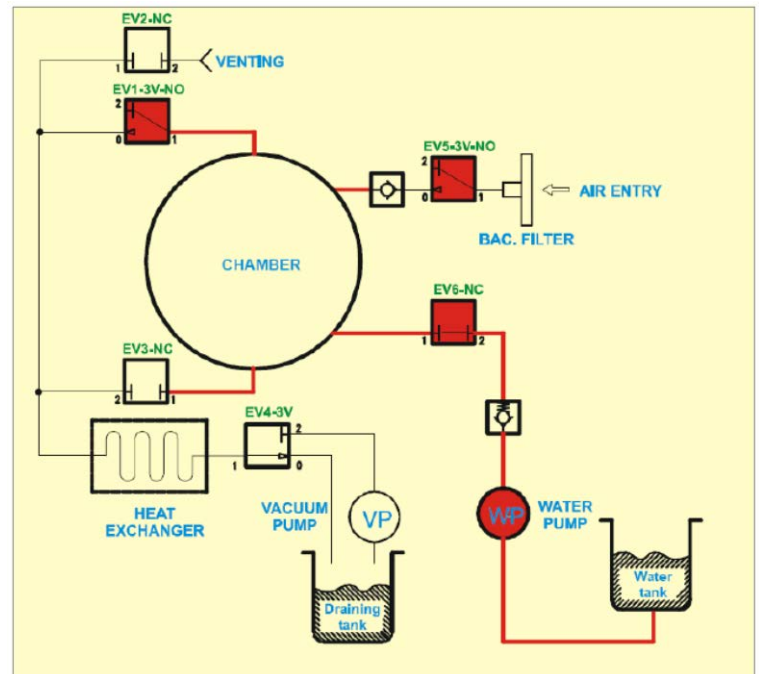 EV2-NC
1
2
VENTING
EV1-3V-NO
2
0
1
EV5-3V-NO
2
0
1
AIR ENTRY
BAC. FILTER
CHAMBER
EV6-NC
1
2
EV3-NC
2
1
EV4-3V
2
1
0
HEAT
EXCHANGER
VACUUM
PUMP
VP
WP
WATER
PUMP
Draining
tank
Water
tank